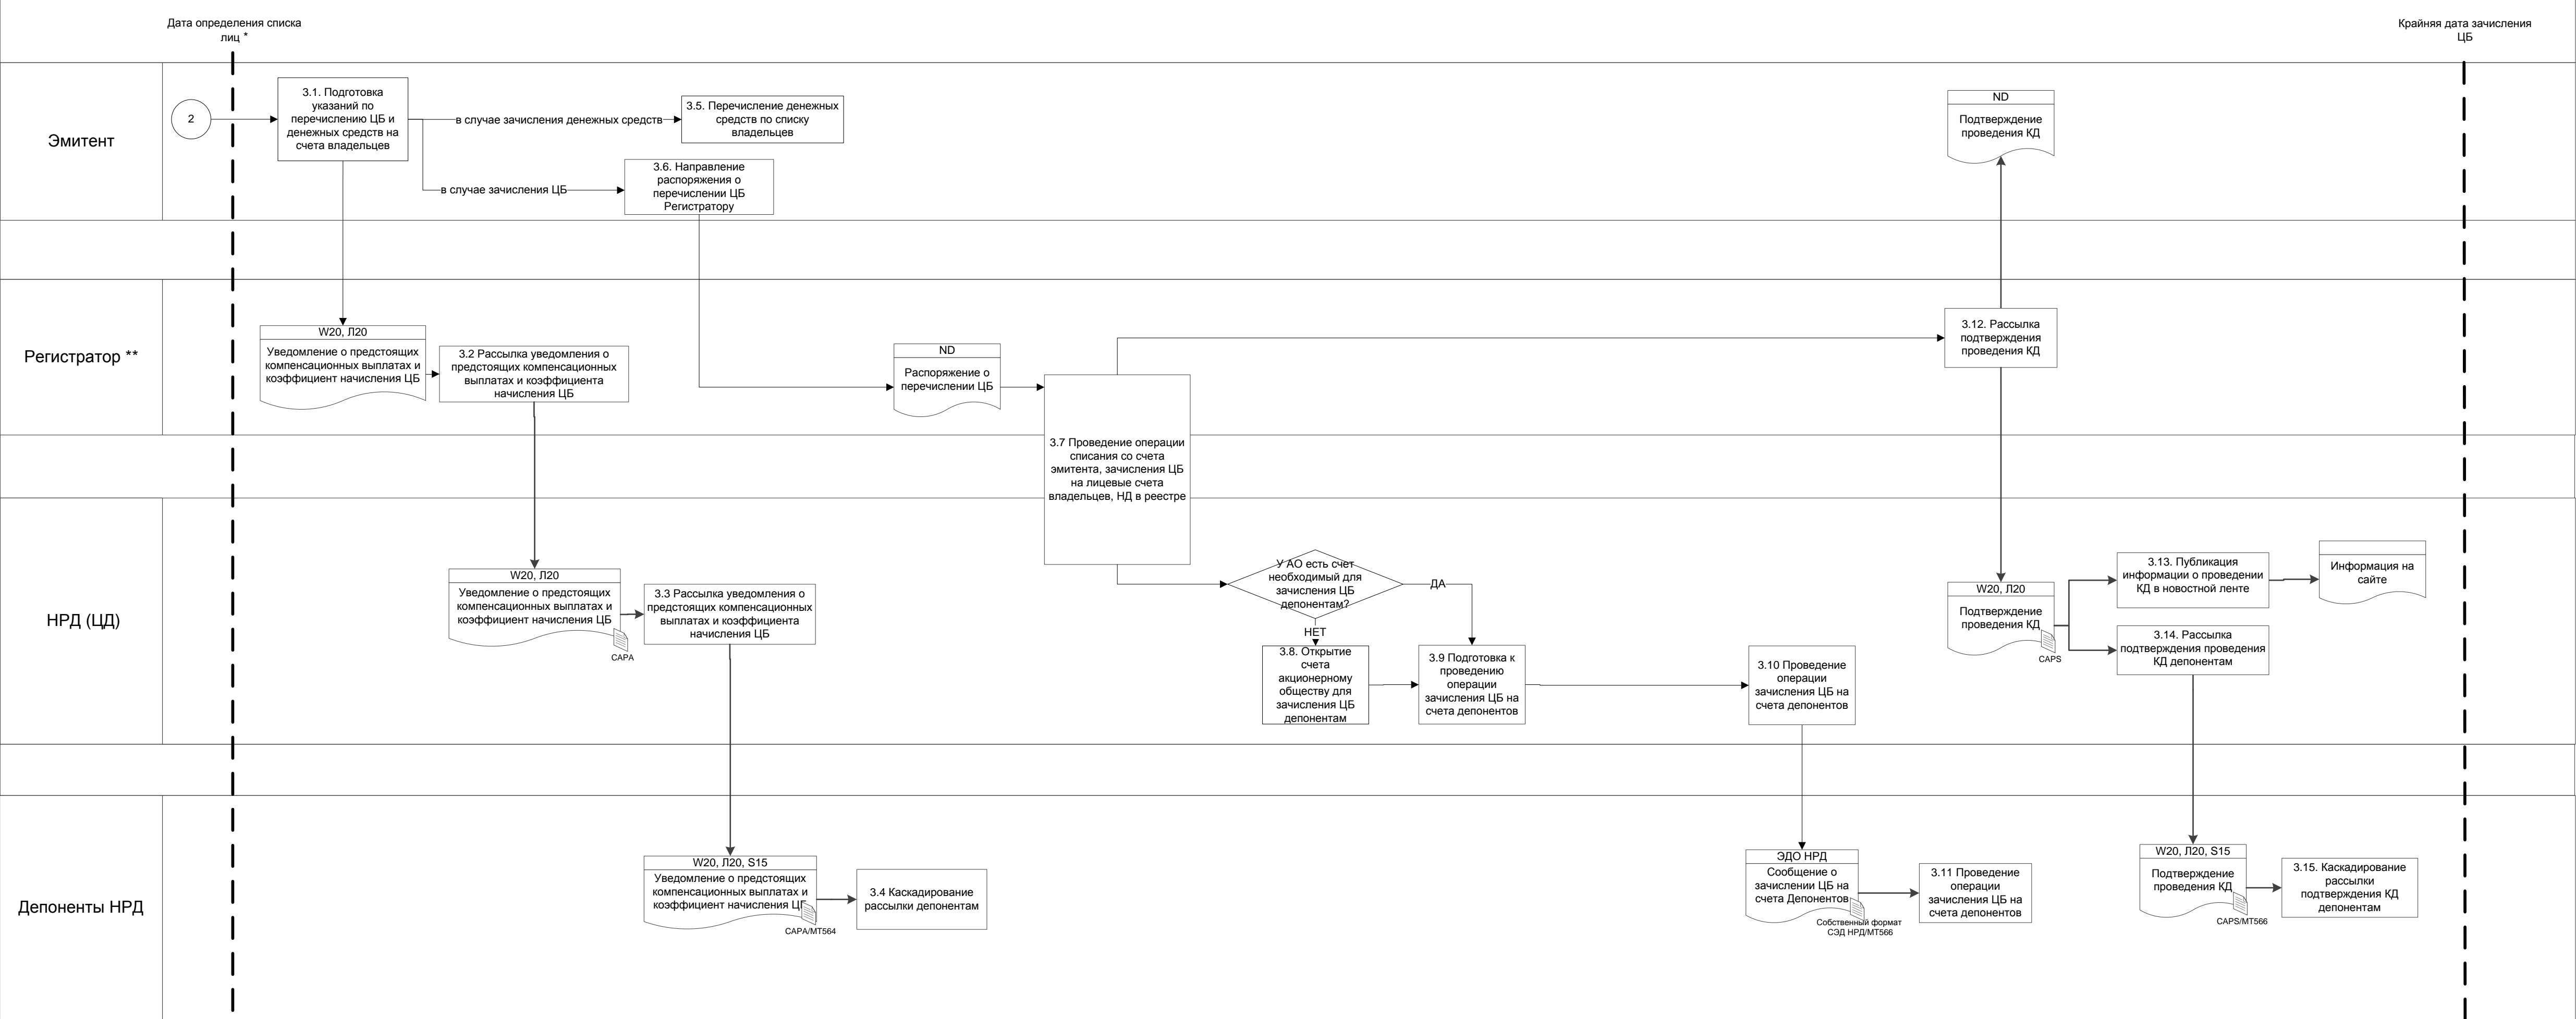 Дата определения списка
лиц *
Крайняя дата зачисления
ЦБ
Эмитент
2
3.1. Подготовка
указаний по
перечислению ЦБ и
денежных средств на
счета владельцев
в случае зачисления денежных средств
3.5. Перечисление денежных
средств по списку
владельцев
в случае зачисления ЦБ
3.6. Направление
распоряжения о
перечислении ЦБ
Регистратору
ND
Подтверждение
проведения КД
Регистратор **
W20, Л20
Уведомление о предстоящих
компенсационных выплатах и
коэффициент начисления ЦБ
3.2 Рассылка уведомления о
предстоящих компенсационных
выплатах и коэффициента
начисления ЦБ
ND
Распоряжение о
перечислении ЦБ
3.7 Проведение операции
списания со счета
эмитента, зачисления ЦБ
на лицевые счета
владельцев, НД в реестре
3.12. Рассылка
подтверждения
проведения КД
НРД (ЦД)
W20, Л20
Уведомление о предстоящих
компенсационных выплатах и
коэффициент начисления ЦБ
CAPA
3.3 Рассылка уведомления о
предстоящих компенсационных
выплатах и коэффициента
начисления ЦБ
У АО есть счет
необходимый для
зачисления ЦБ
депонентам?
ДА
НЕТ
3.8. Открытие
счета
акционерному
обществу для
зачисления ЦБ
депонентам
3.9 Подготовка к
проведению
операции
зачисления ЦБ на
счета депонентов
3.10 Проведение
операции
зачисления ЦБ на
счета депонентов
W20, Л20
Подтверждение
проведения КД
CAPS
3.13. Публикация
информации о проведении
КД в новостной ленте
Информация на
сайте
3.14. Рассылка
подтверждения проведения
КД депонентам
Депоненты НРД
W20, Л20, S15
Уведомление о предстоящих
компенсационных выплатах и
коэффициент начисления ЦБ
CAPA/MT564
3.4 Каскадирование
рассылки депонентам
ЭДО НРД
Сообщение о
зачислении ЦБ на
счета Депонентов
Собственный формат
СЭД НРД/MT566
3.11 Проведение
операции
зачисления ЦБ на
счета депонентов
W20, Л20, S15
Подтверждение
проведения КД
CAPS/MT566
3.15. Каскадирование
рассылки
подтверждения КД
депонентам